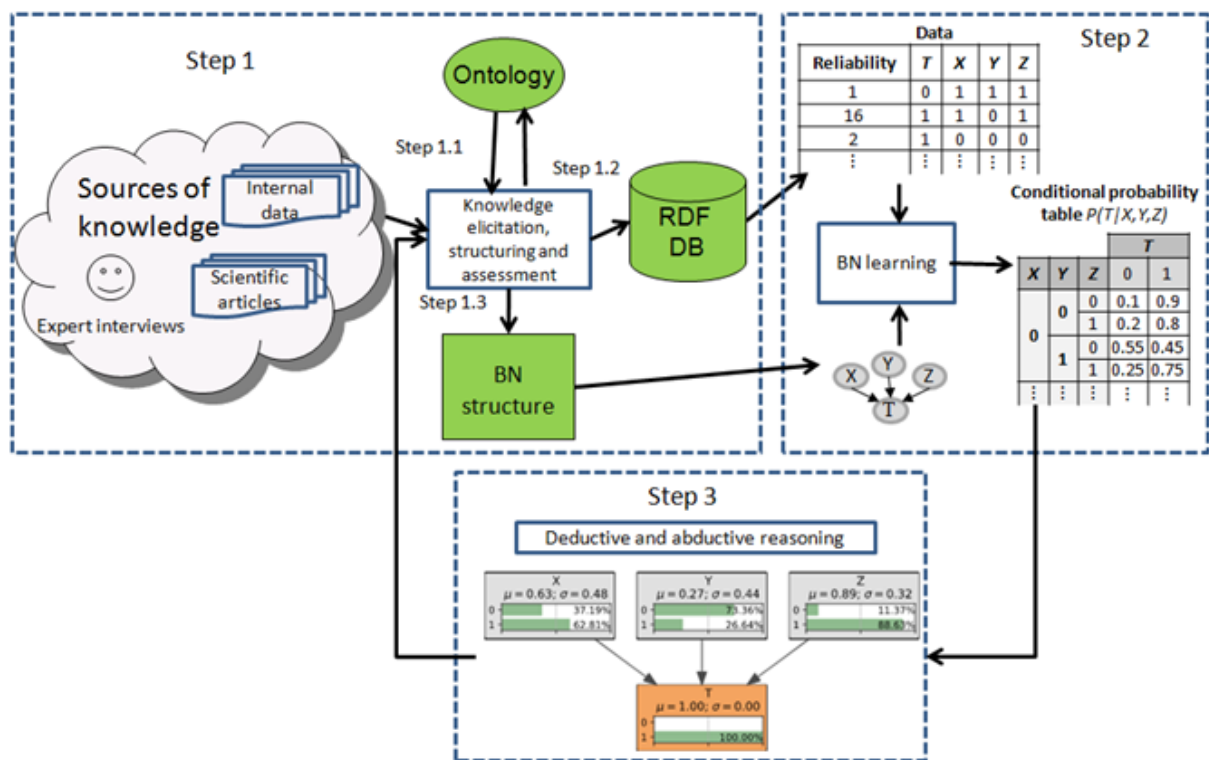 Step 1
Ontology
Step 1.1
Step 1.2
Sources of
knowledge
Internal
data
Scientific
articles
Expert interviews
Knowledge
elicitation,
structuring and
assessment
RDF
DB
Step 1.3
BN
structure
Step 2
Data
Reliability T X Y Z
1 0 1 1 1
16 1 1 0 1
2 1 0 0 0
⋮ ⋮ ⋮ ⋮ ⋮
BN learning
X Y Z
T
Conditional probability
table P(T|X,Y,Z)
T
X Y Z 0 1
0 0 0 0.1 0.9
1 0.2 0.8
1 0 0.55 0.45
1 0.25 0.75
⋮ ⋮ ⋮ ⋮ ⋮
Step 3
Deductive and abductive reasoning
X
μ = 0.63; σ = 0.48
0 37.19%
1 62.81%
Y
μ = 0.27; σ = 0.44
0 73.36%
1 26.64%
Z
μ = 0.89; σ = 0.32
0 11.37%
1 88.63%
T
μ = 1.00; σ = 0.00
0
1 100.00%